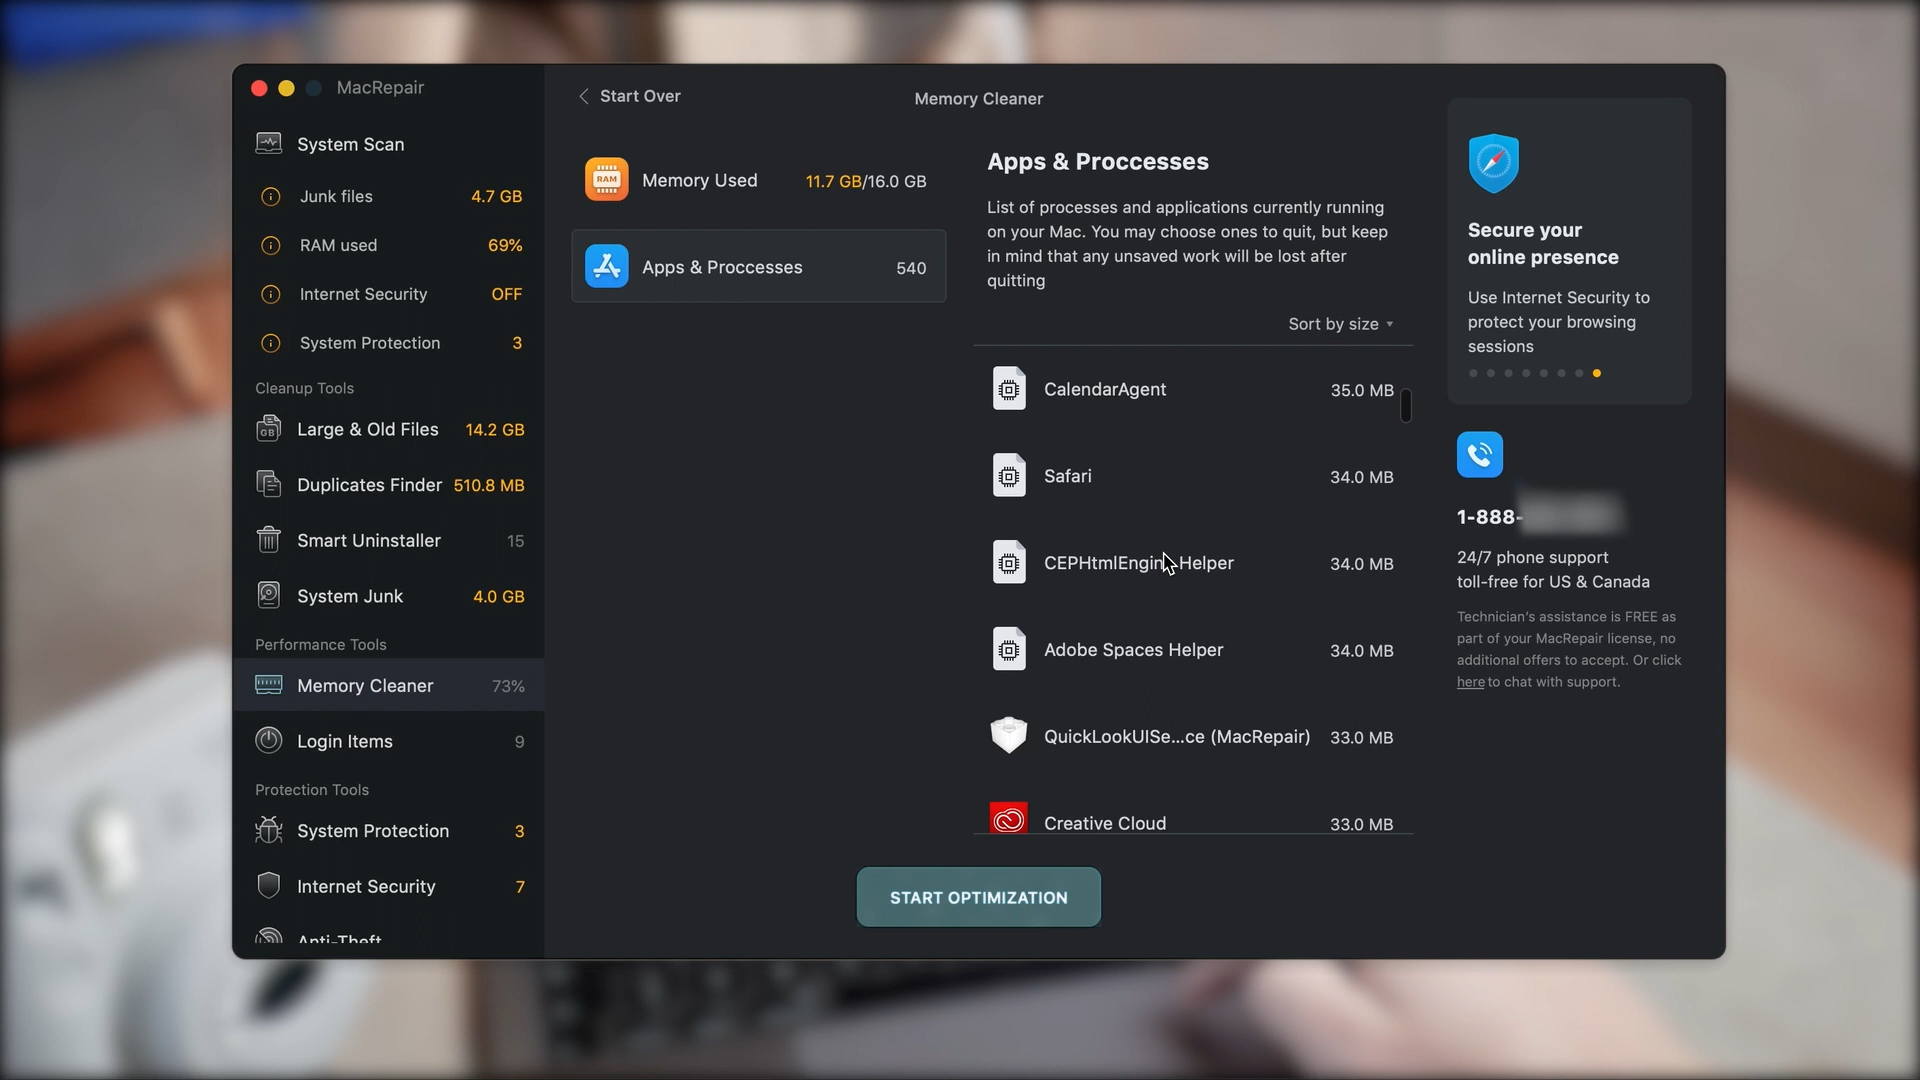 MacRepair
System Scan
Junk files 4.7 GB
RAM used 69%
Internet Security OFF
System Protection 3
Cleanup Tools
Large & Old Files 14.2 GB
Duplicates Finder 510.8 MB
Smart Uninstaller 15
System Junk 4.0 GB
Performance Tools
Memory Cleaner 73%
Login Items 9
Protection Tools
System Protection 3
Internet Security 7
Anti-Theft
Start Over
Memory Cleaner
RAM
Memory Used 11.7 GB/16.0 GB
Apps & Proccesses 540
Apps & Proccesses
List of processes and applications currently running
on your Mac. You may choose ones to quit, but keep
in mind that any unsaved work will be lost after
quitting
Sort by size
CalendarAgent 35.0 MB
Safari 34.0 MB
CEPHtmlEngine Helper 34.0 MB
Adobe Spaces Helper 34.0 MB
QuickLookUISe...ce (MacRepair) 33.0 MB
Creative Cloud 33.0 MB
START OPTIMIZATION
Secure your
online presence
Use Internet Security to
protect your browsing
sessions
1-888-
24/7 phone support
toll-free for US & Canada
Technician's assistance is FREE as
part of your MacRepair license, no
additional offers to accept. Or click
here to chat with support.